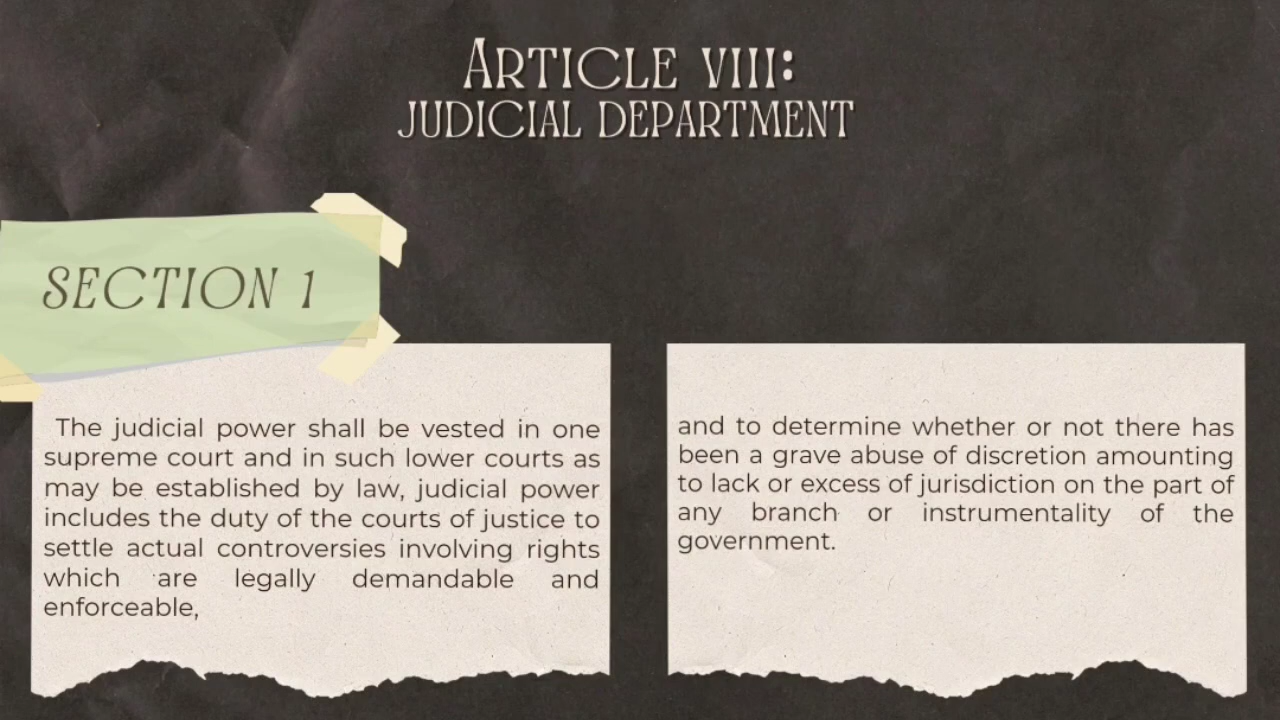 ARTICLE VIII:
JUDICIAL DEPARTMENT
SECTION 1
The judicial power shall be vested in one
supreme court and in such lower courts as
may be established by law, judicial power
includes the duty of the courts of justice to
settle actual controversies involving rights
which are legally demandable and
enforceable,
and to determine whether or not there has
been a grave abuse of discretion amounting
to lack or excess of jurisdiction on the part of
any branch or instrumentality of the
government.